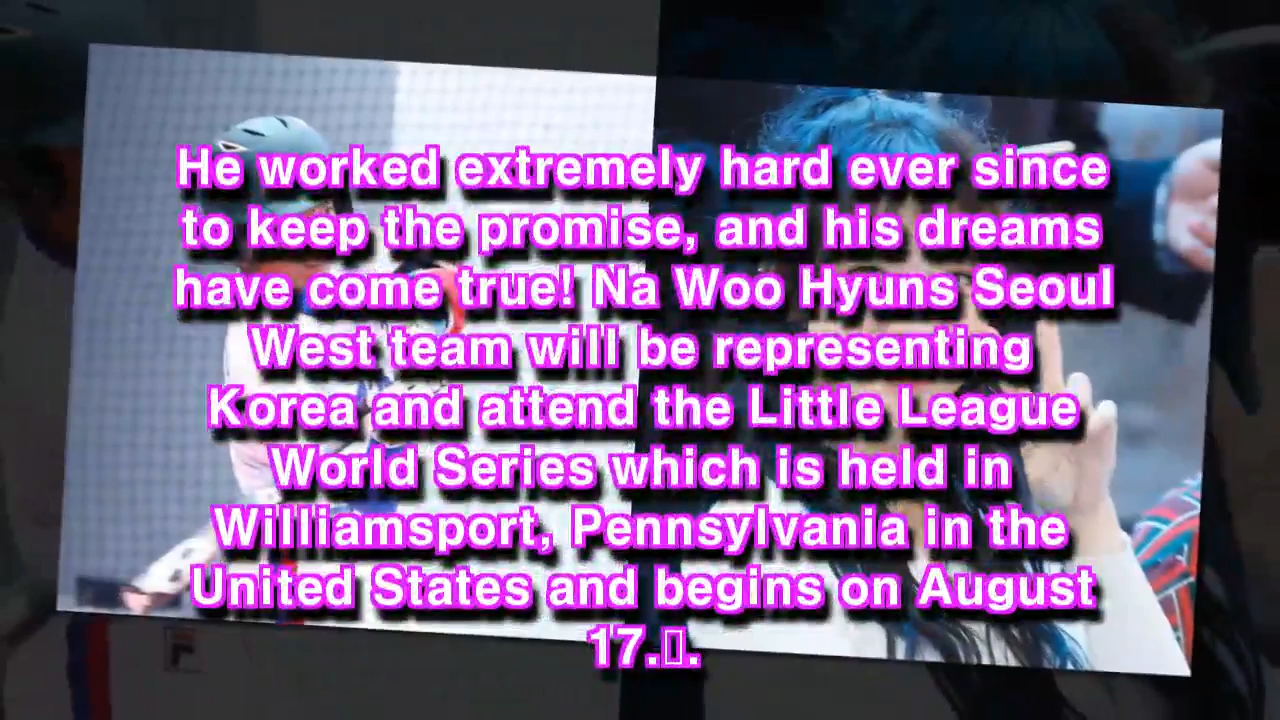 He worked extremely hard ever since
to keep the promise, and his dreams
have come true! Na Woo Hyuns Seoul
West team will be representing
Korea and attend the Little League
World Series which is held in
Williamsport, Pennsylvania in the
United States and begins on August
17.▯.